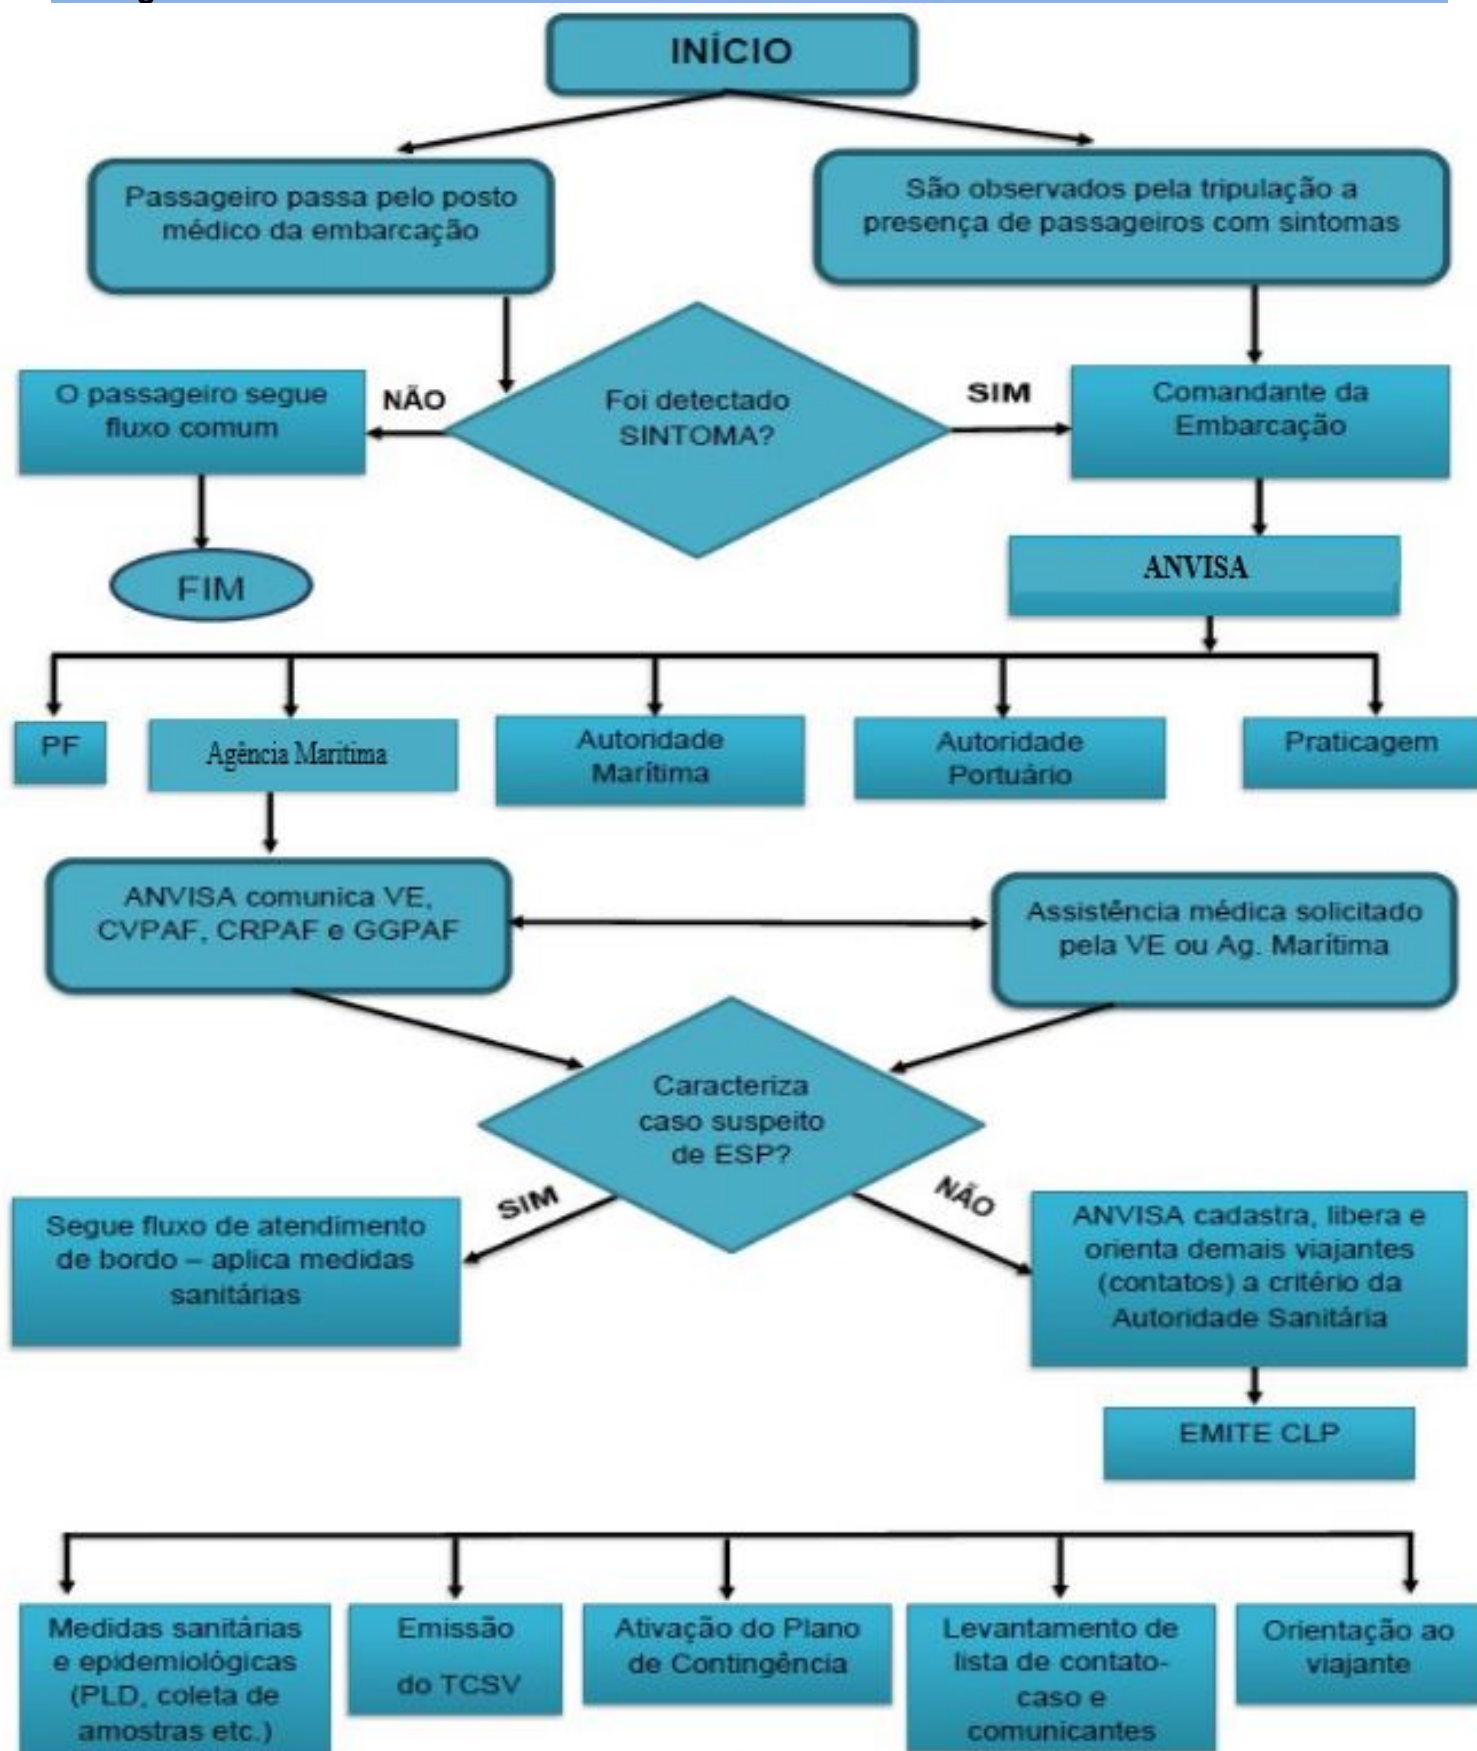 INÍCIO
Passageiro passa pelo posto
médico da embarcação
São observados pela tripulação a
presença de passageiros com sintomas
O passageiro segue
fluxo comum
NÃO
Foi detectado
SINTOMA?
SIM
Comandante da
Embarcação
FIM
ANVISA
PF
Agência Maritima
Autoridade
Marítima
Autoridade
Portuário
Praticagem
ANVISA comunica VE,
CVPAF, CRPAF e GGPAF
Assistência médica solicitado
pela VE ou Ag. Marítima
Caracteriza
caso suspeito
de ESP?
SIM
NÃO
Segue fluxo de atendimento
de bordo – aplica medidas
sanitárias
ANVISA cadastra, libera e
orienta demais viajantes
(contatos) a critério da
Autoridade Sanitária
EMITE CLP
Medidas sanitárias
e epidemiológicas
(PLD, coleta de
amostras etc.)
Emissão
do TCSV
Ativação do Plano
de Contingência
Levantamento de
lista de contato-
caso e
comunicantes
Orientação ao
viajante